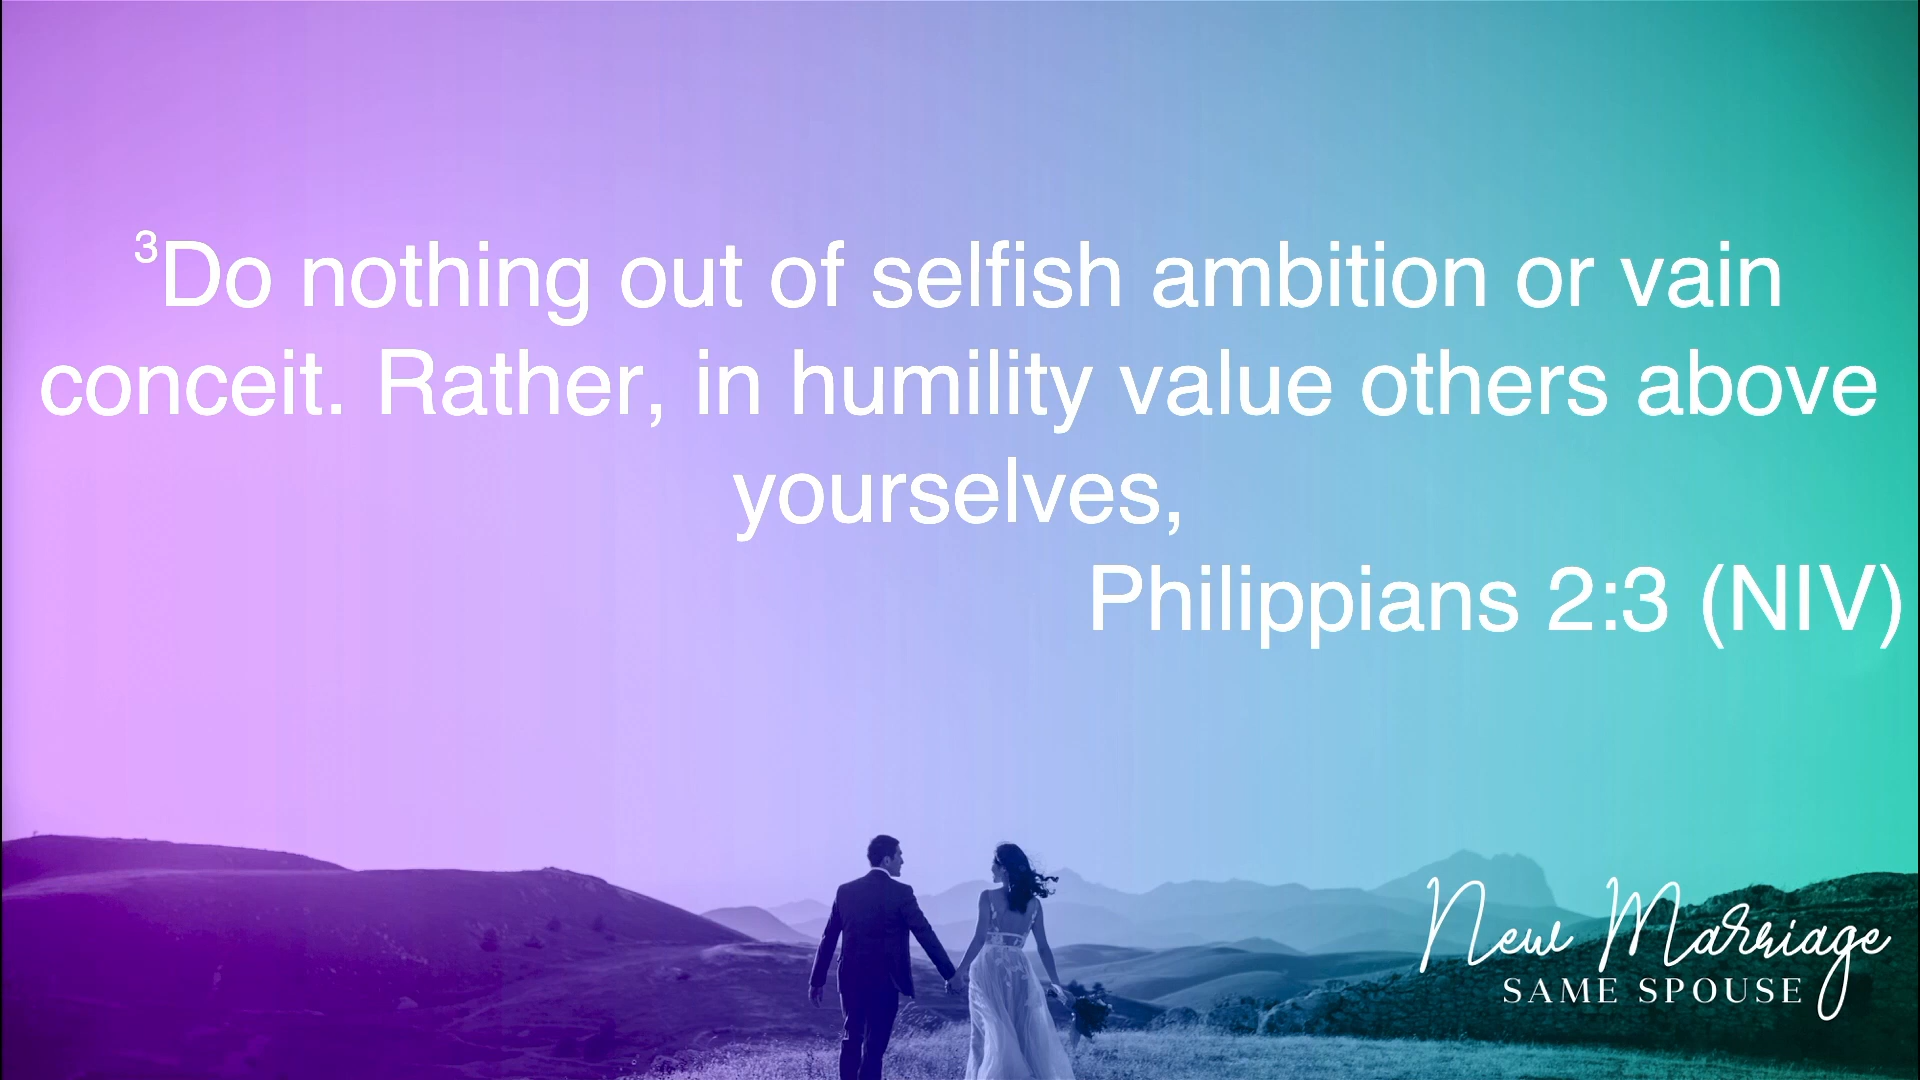 ³Do nothing out of selfish ambition or vain
conceit. Rather, in humility value others above
yourselves,
Philippians 2:3 (NIV)
New Marriage
SAME SPOUSE